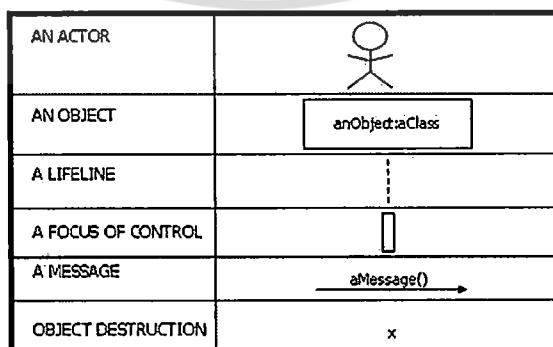 AN ACTOR
AN OBJECT
anObject:aClass
A LIFELINE
A FOCUS OF CONTROL
A MESSAGE
aMessage()
OBJECT DESTRUCTION
x